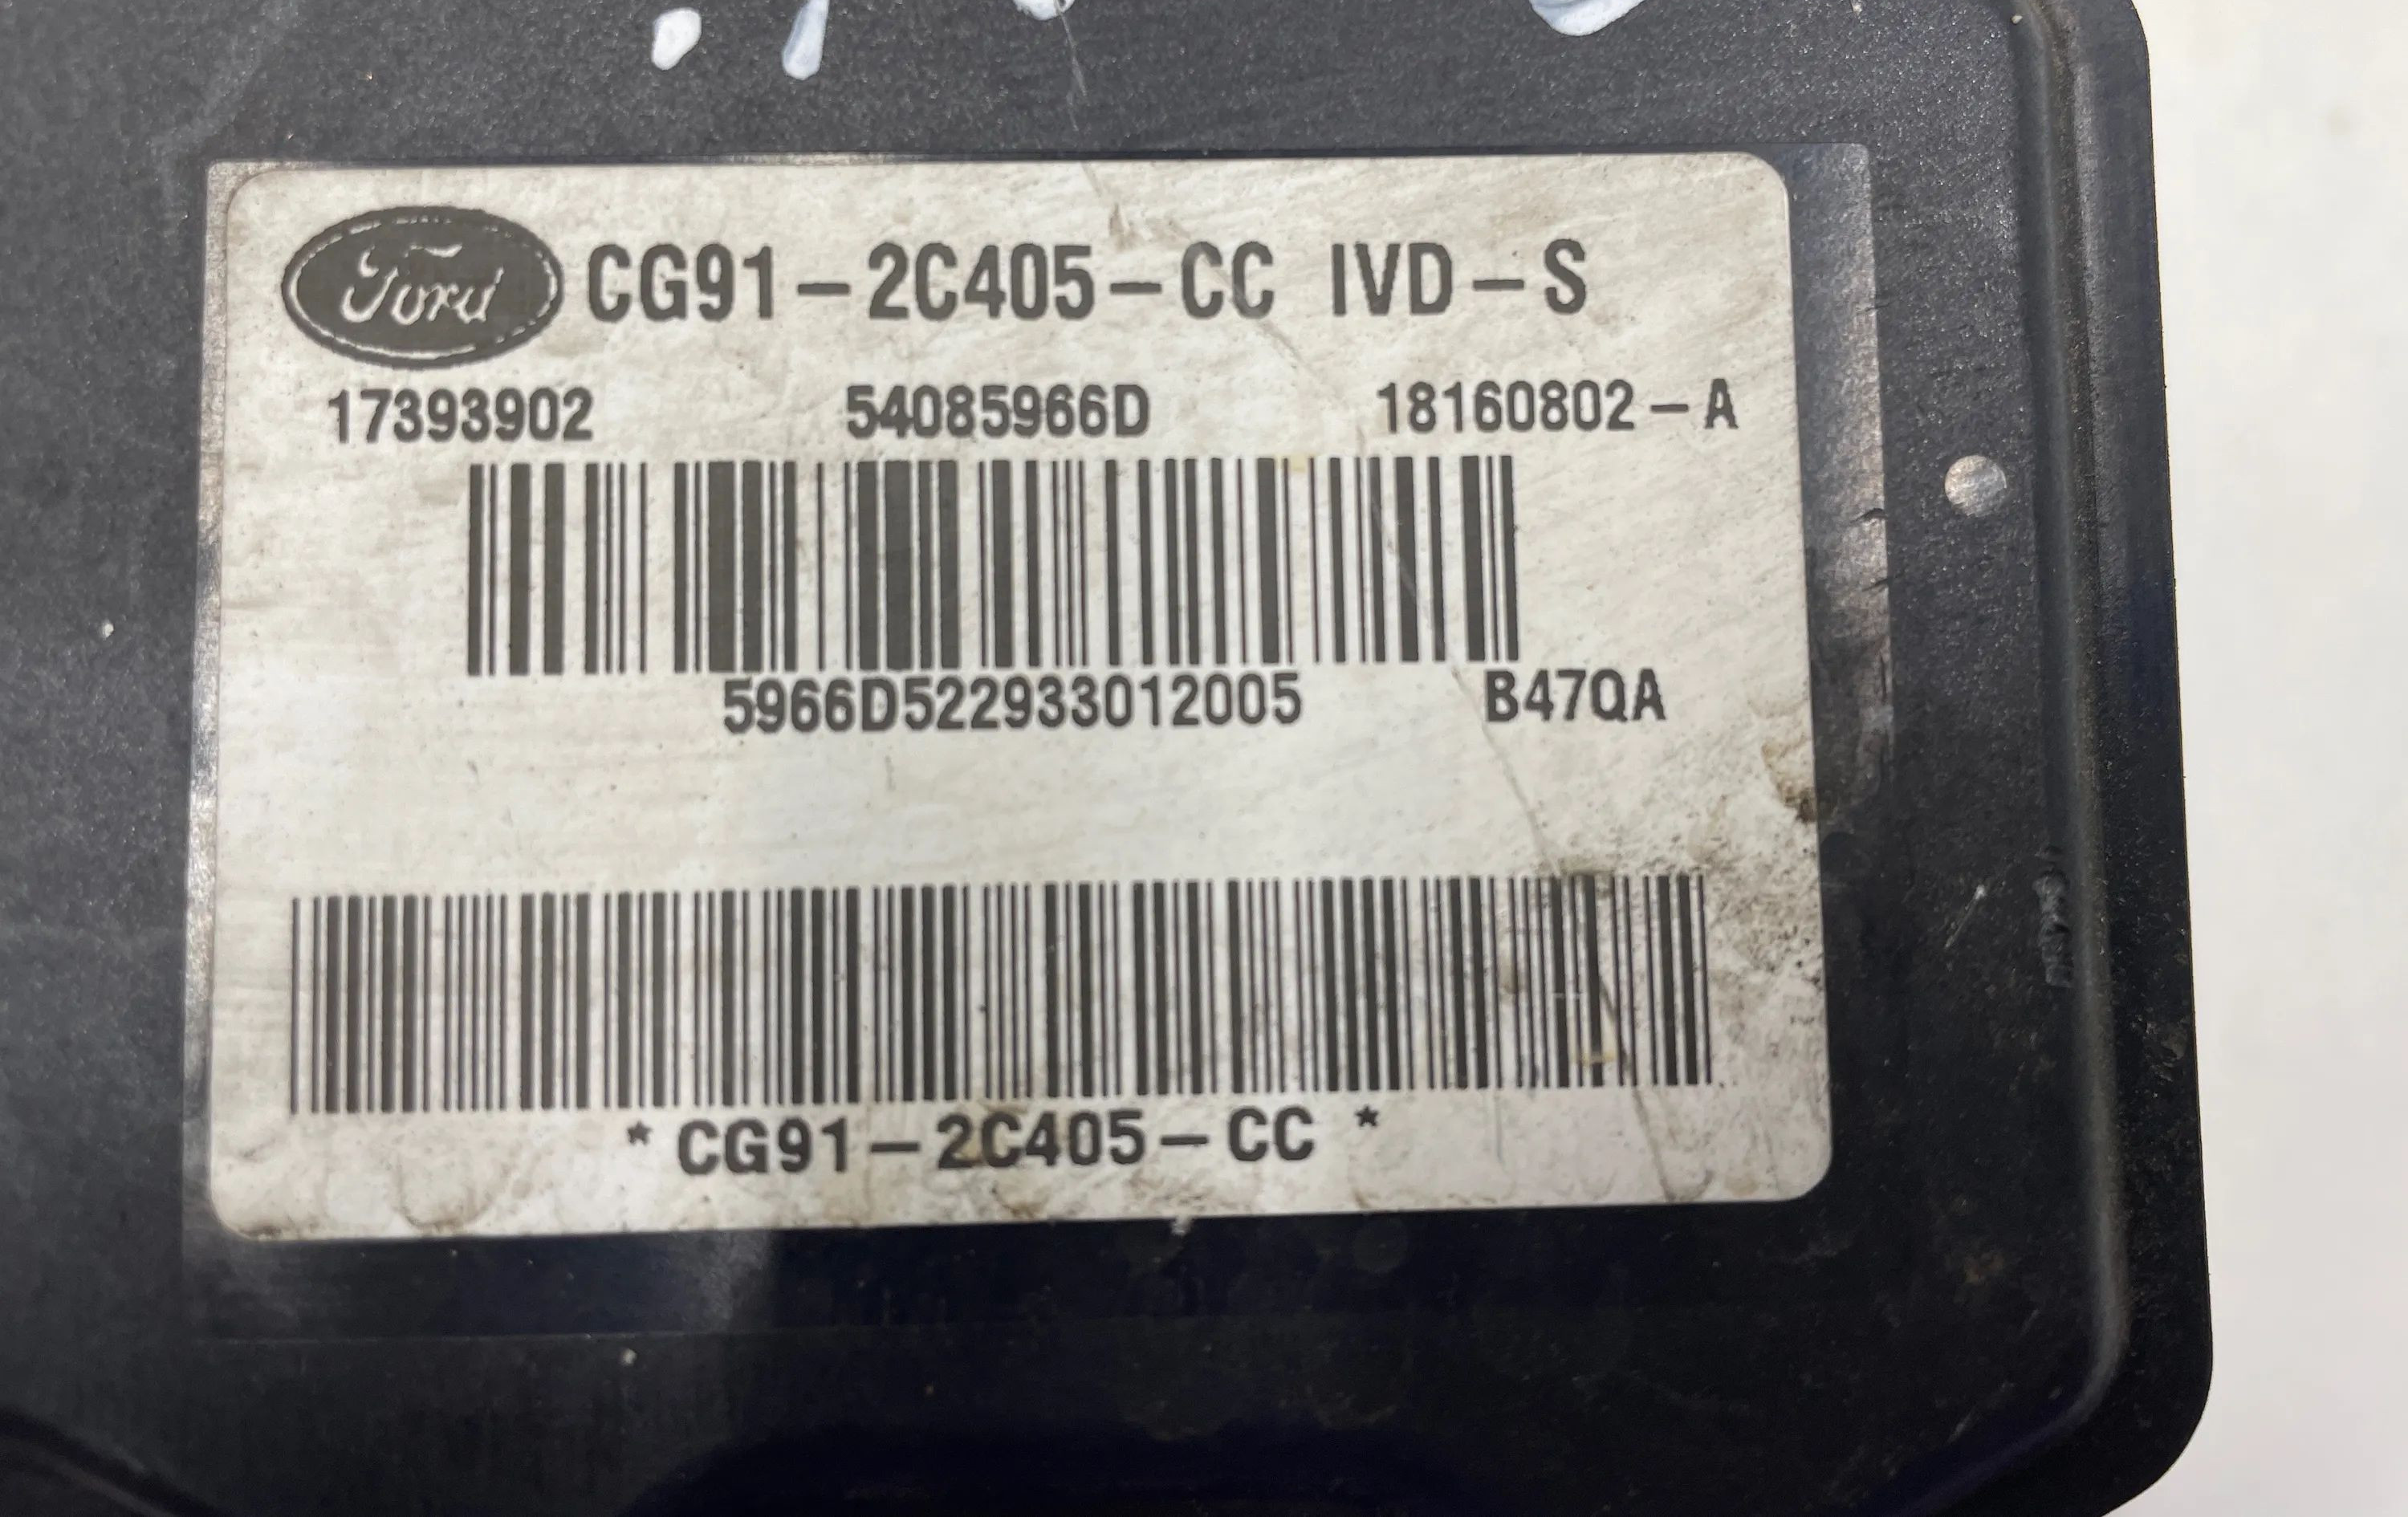 Ford CG91-2C405-CC IVD-S
17393902 54085966D 18160802-A
5966D522933012005 B47QA
*CG91-2C405-CC*